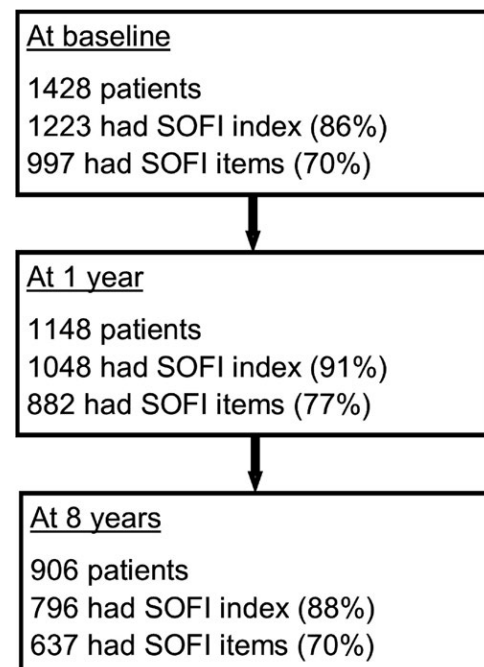 At baseline
1428 patients
1223 had SOFI index (86%)
997 had SOFI items (70%)
At 1 year
1148 patients
1048 had SOFI index (91%)
882 had SOFI items (77%)
At 8 years
906 patients
796 had SOFI index (88%)
637 had SOFI items (70%)